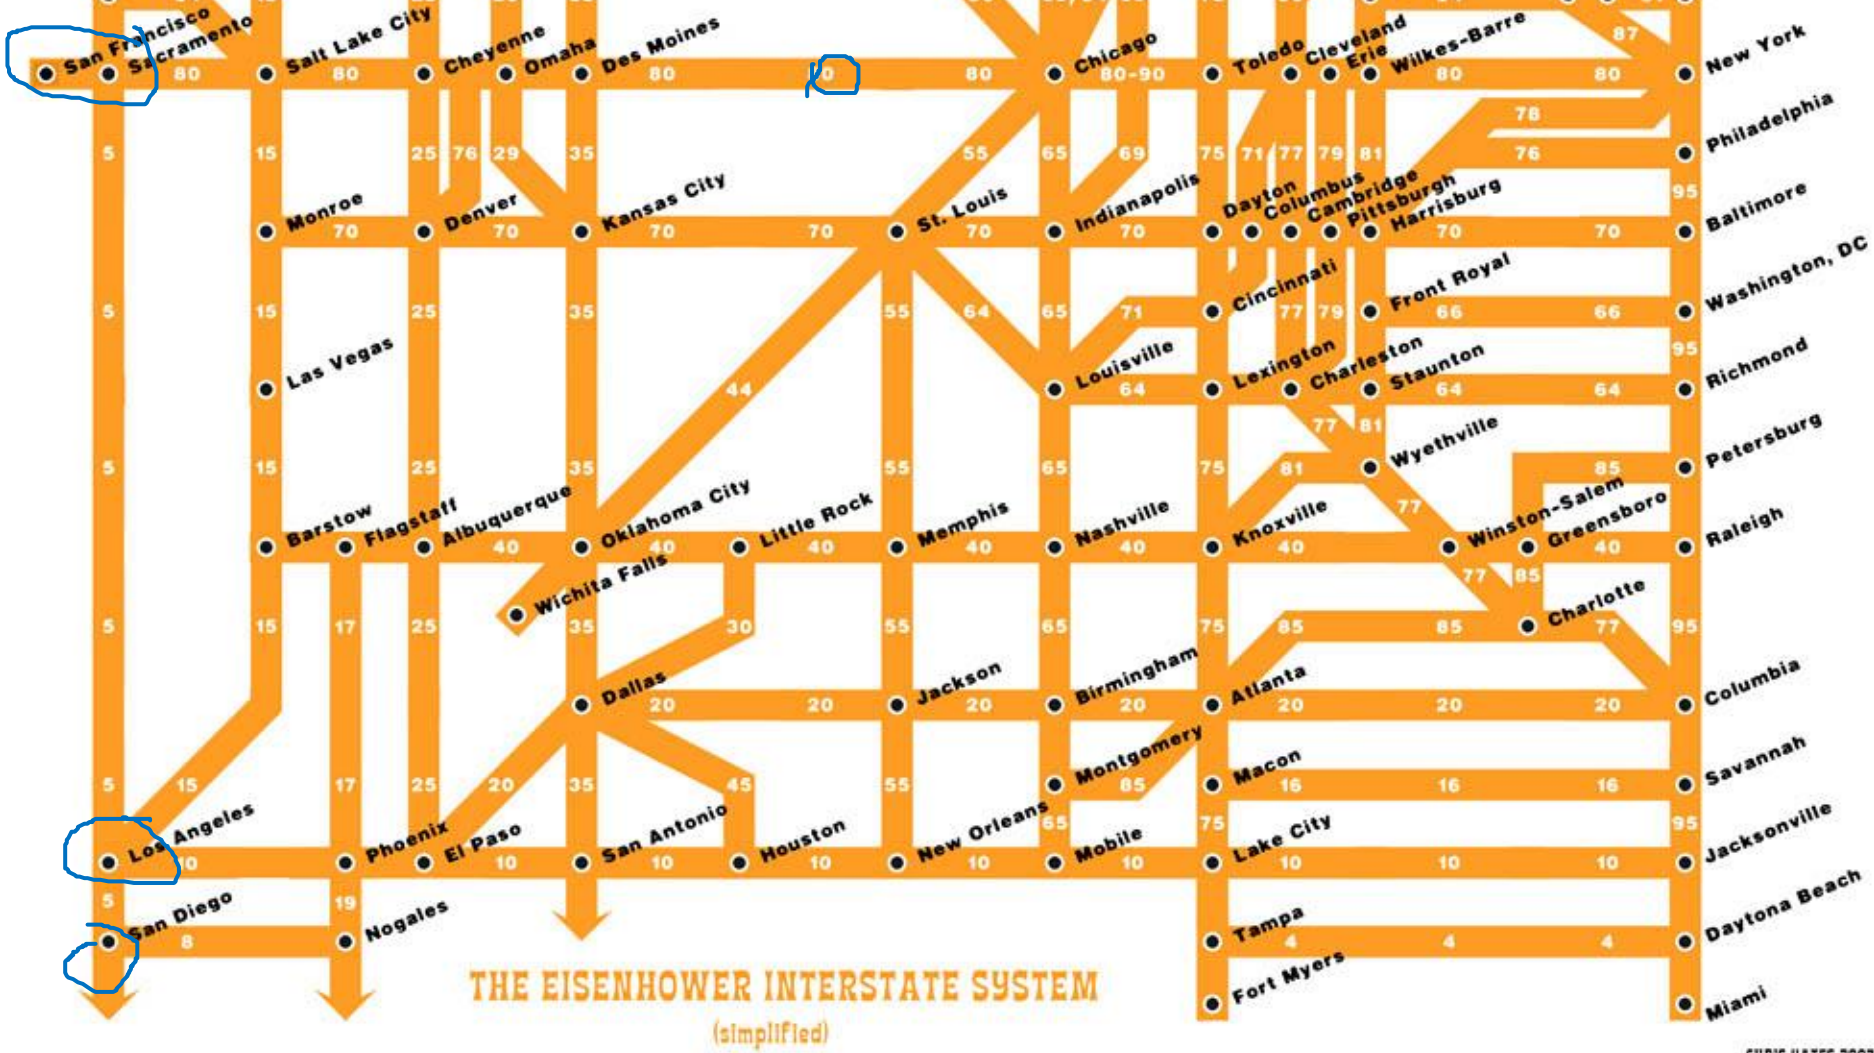 San Francisco
Sacramento
Salt Lake City
Cheyenne
Omaha
Des Moines
Chicago
Toledo
Cleveland
Erie
Wilkes-Barre
New York
87
80 80 80 80 80-90 80 80
78
Philadelphia
5 15 25 76 29 35 55 65 69 75 71 77 79 81 76
95
Monroe
Denver
Kansas City
St. Louis
Indianapolis
Dayton
Columbus
Cambridge
Pittsburgh
Harrisburg
Baltimore
70 70 70 70 70 70 70 70
Cincinnati
Front Royal
Washington, DC
5 15 25 35 55 64 65 71 77 79 66 66
95
Las Vegas
44
Louisville
Lexington
Charleston
Staunton
Richmond
64 64 64
77 81
Wyethville
Petersburg
5 15 25 35 55 65 75 81 85
77
Barstow
Flagstaff
Albuquerque
Oklahoma City
Little Rock
Memphis
Nashville
Knoxville
Winston-Salem
Greensboro
Raleigh
40 40 40 40 40 40 40
77 85
Wichita Falls
Charlotte
5 15 17 25 35 30 55 65 75 85 85 77 95
Dallas
Jackson
Birmingham
Atlanta
Columbia
20 20 20 20 20 20 20
Montgomery
Macon
Savannah
5 15 17 25 20 35 45 55 85 16 16 16
65 75 95
Los Angeles
Phoenix
El Paso
San Antonio
Houston
New Orleans
Mobile
Lake City
Jacksonville
10 10 10 10 10 10 10 10
5 19
San Diego
Nogales
Tampa
Daytona Beach
8 4 4 4
Fort Myers
Miami
THE EISENHOWER INTERSTATE SYSTEM
(simplified)